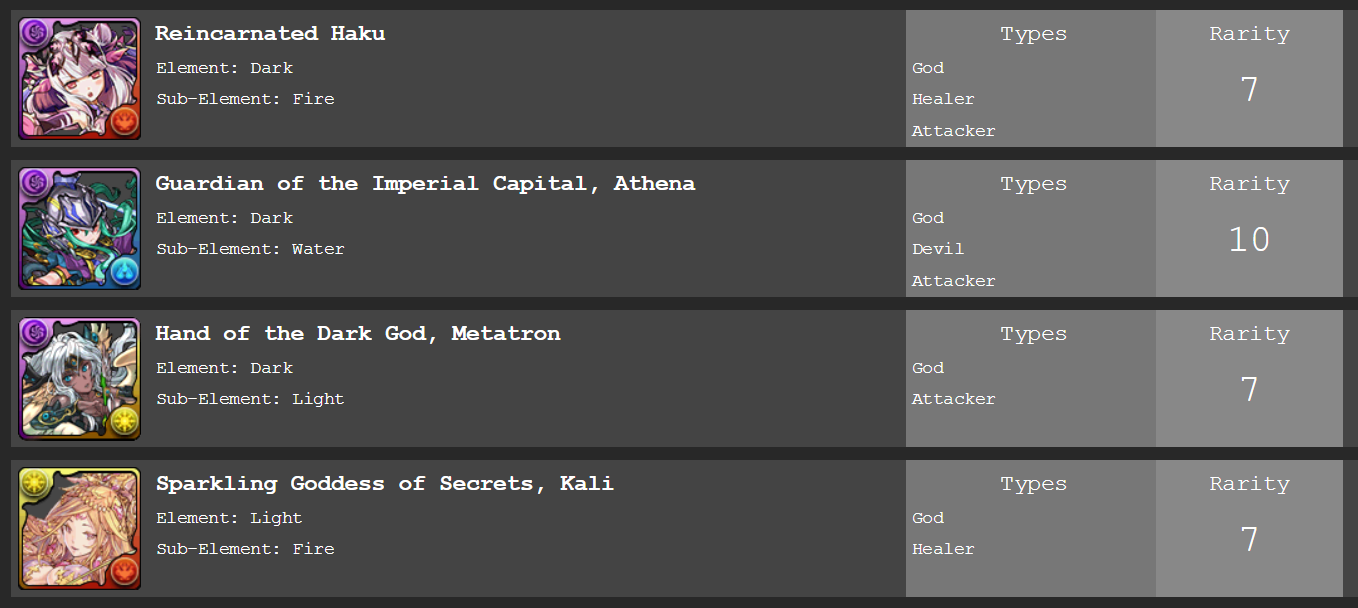 Reincarnated Haku
Element: Dark
Sub-Element: Fire
Types
God
Healer
Attacker
Rarity
7
Guardian of the Imperial Capital, Athena
Element: Dark
Sub-Element: Water
Types
God
Devil
Attacker
Rarity
10
Hand of the Dark God, Metatron
Element: Dark
Sub-Element: Light
Types
God
Attacker
Rarity
7
Sparkling Goddess of Secrets, Kali
Element: Light
Sub-Element: Fire
Types
God
Healer
Rarity
7